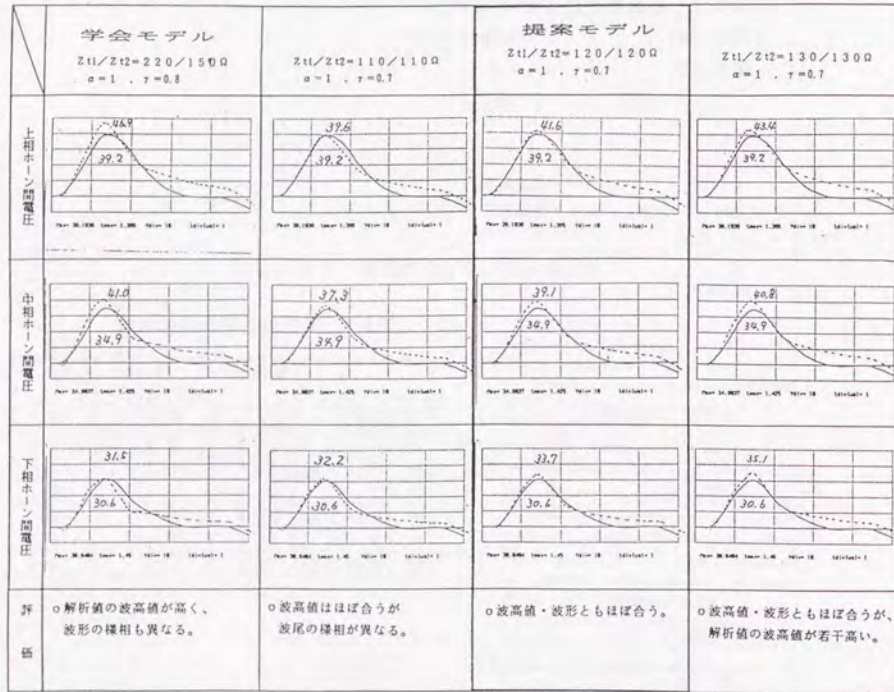 学会モデル
Zt1/Zt2=220/150Ω
α=1 , γ=0.8
Zt1/Zt2=110/110Ω
α=1 , γ=0.7
提案モデル
Zt1/Zt2=120/120Ω
α=1 , γ=0.7
Zt1/Zt2=130/130Ω
α=1 , γ=0.7
上相ホーン間電圧
46.9
39.2
39.6
39.2
41.6
39.2
43.4
39.2
中相ホーン間電圧
41.0
34.9
37.3
34.9
39.1
34.9
40.8
34.9
下相ホーン間電圧
31.5
30.6
32.2
30.6
33.7
30.6
35.1
30.6
評価
o解析値の波高値が高く、
波形の様相も異なる。
o波高値はほぼ合うが
波尾の様相が異なる。
o波高値・波形ともほぼ合う。
o波高値・波形ともほぼ合うが、
解析値の波高値が若干高い。